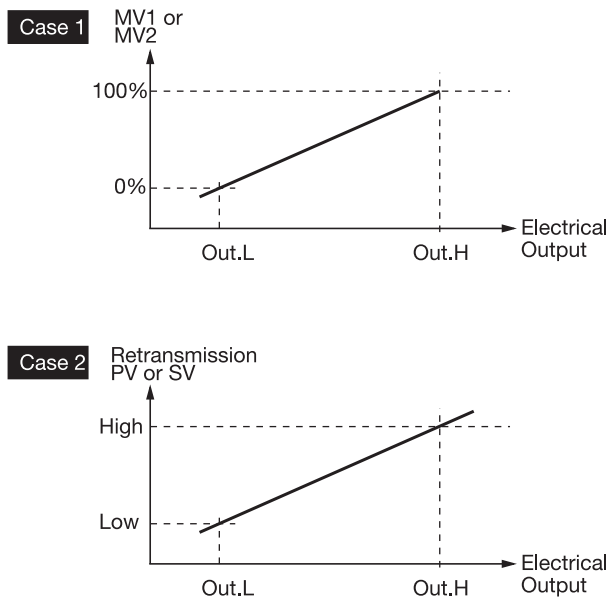 Case 1
MV1 or
MV2
100%
0%
Out.L
Out.H
Electrical
Output
Case 2
Retransmission
PV or SV
High
Low
Out.L
Out.H
Electrical
Output